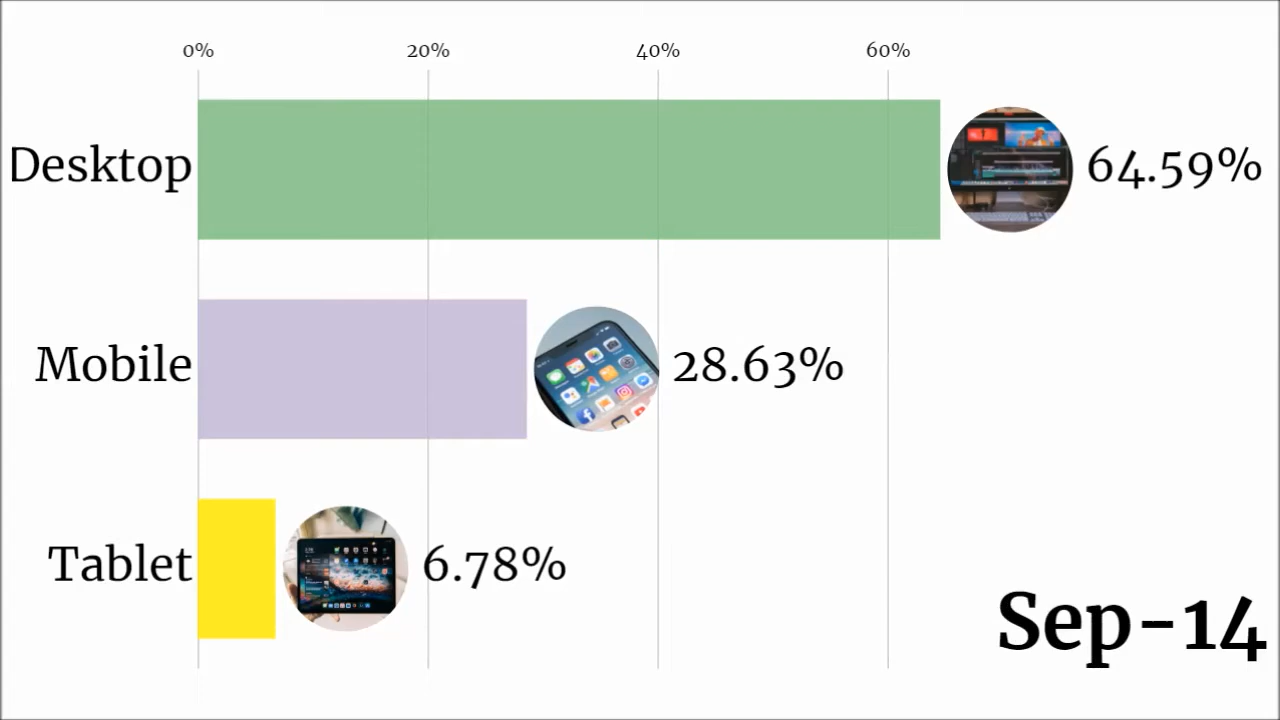 0% 20% 40% 60%
Desktop 64.59%
Mobile 28.63%
Tablet 6.78%
Sep-14